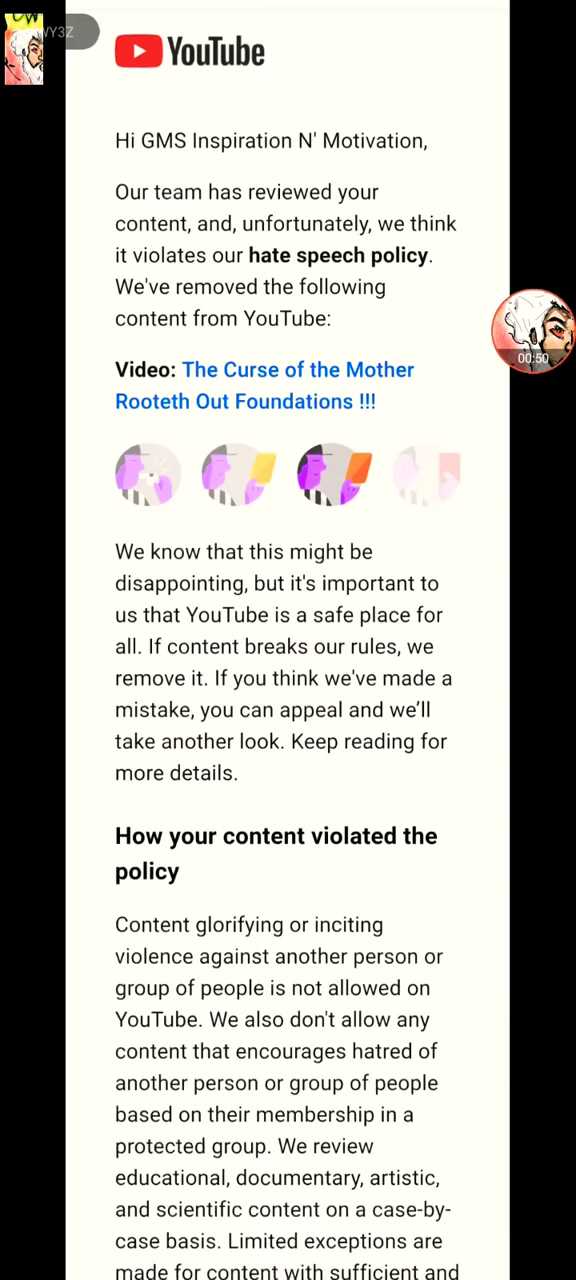 WY3Z
YouTube
Hi GMS Inspiration N' Motivation,
Our team has reviewed your
content, and, unfortunately, we think
it violates our hate speech policy.
We've removed the following
content from YouTube:
Video: The Curse of the Mother
Rooteth Out Foundations !!!
00:50
We know that this might be
disappointing, but it's important to
us that YouTube is a safe place for
all. If content breaks our rules, we
remove it. If you think we've made a
mistake, you can appeal and we'll
take another look. Keep reading for
more details.
How your content violated the
policy
Content glorifying or inciting
violence against another person or
group of people is not allowed on
YouTube. We also don't allow any
content that encourages hatred of
another person or group of people
based on their membership in a
protected group. We review
educational, documentary, artistic,
and scientific content on a case-by-
case basis. Limited exceptions are
made for content with sufficient and